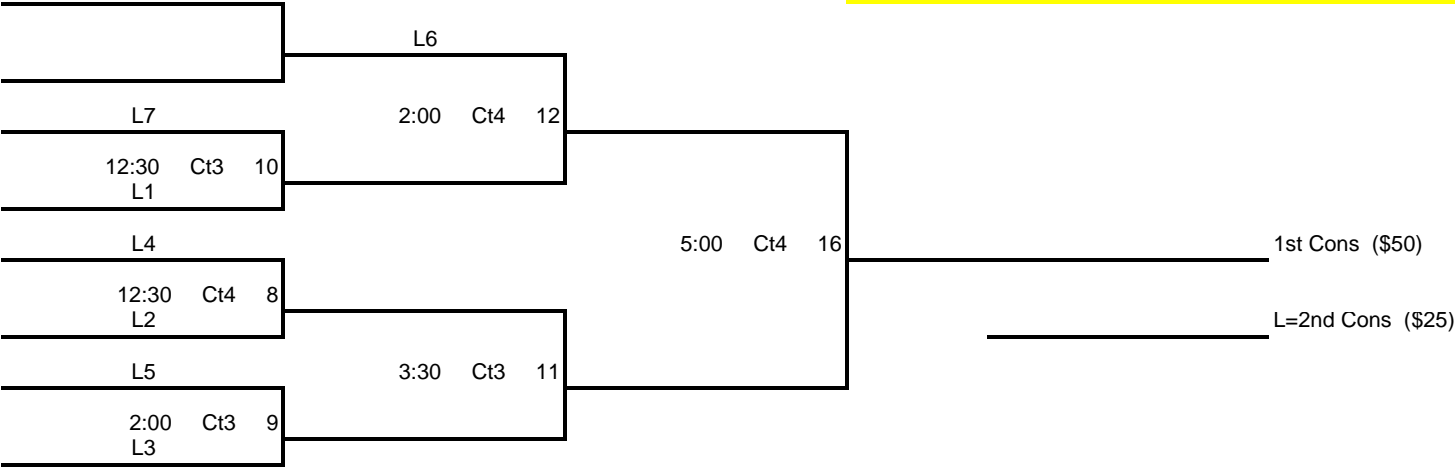 L6
L7
2:00 Ct4 12
12:30 Ct3 10
L1
L4
5:00 Ct4 16
1st Cons ($50)
12:30 Ct4 8
L2
L=2nd Cons ($25)
L5
3:30 Ct3 11
2:00 Ct3 9
L3